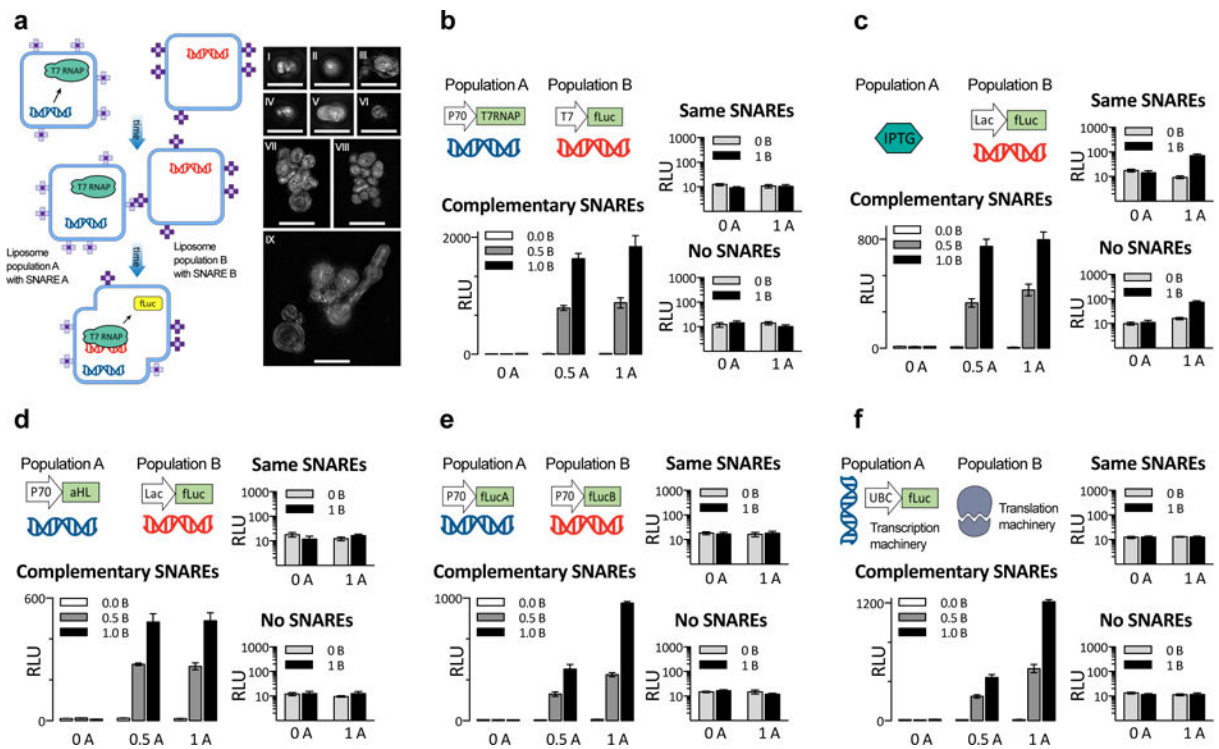 a
T7 RNAP
time
T7 RNAP
Liposome
population A
with SNARE A
Liposome
population B
with SNARE B
time
fLuc
T7 RNAP
I
II
III
IV
V
VI
VII
VIII
IX
b
Population A
Population B
P70
T7RNAP
T7
fLuc
Complementary SNAREs
2000
RLU
0
0.0 B
0.5 B
1.0 B
0 A
0.5 A
1 A
Same SNAREs
1000
100
10
RLU
0 B
1 B
0 A
1 A
No SNAREs
1000
100
10
RLU
0 B
1 B
0 A
1 A
c
Population A
Population B
IPTG
Lac
fLuc
Complementary SNAREs
800
RLU
0
0.0 B
0.5 B
1.0 B
0 A
0.5 A
1 A
Same SNAREs
1000
100
10
RLU
0 B
1 B
0 A
1 A
No SNAREs
1000
100
10
RLU
0 B
1 B
0 A
1 A
d
Population A
Population B
P70
aHL
Lac
fLuc
Complementary SNAREs
600
RLU
0
0.0 B
0.5 B
1.0 B
0 A
0.5 A
1 A
Same SNAREs
1000
100
10
RLU
0 B
1 B
0 A
1 A
No SNAREs
1000
100
10
RLU
0 B
1 B
0 A
1 A
e
Population A
Population B
P70
fLucA
P70
fLucB
Complementary SNAREs
1000
RLU
0
0.0 B
0.5 B
1.0 B
0 A
0.5 A
1 A
Same SNAREs
1000
100
10
RLU
0 B
1 B
0 A
1 A
No SNAREs
1000
100
10
RLU
0 B
1 B
0 A
1 A
f
Population A
Population B
UBC
fLuc
Transcription
machinery
Translation
machinery
Complementary SNAREs
1200
RLU
0
0.0 B
0.5 B
1.0 B
0 A
0.5 A
1 A
Same SNAREs
1000
100
10
RLU
0 B
1 B
0 A
1 A
No SNAREs
1000
100
10
RLU
0 B
1 B
0 A
1 A